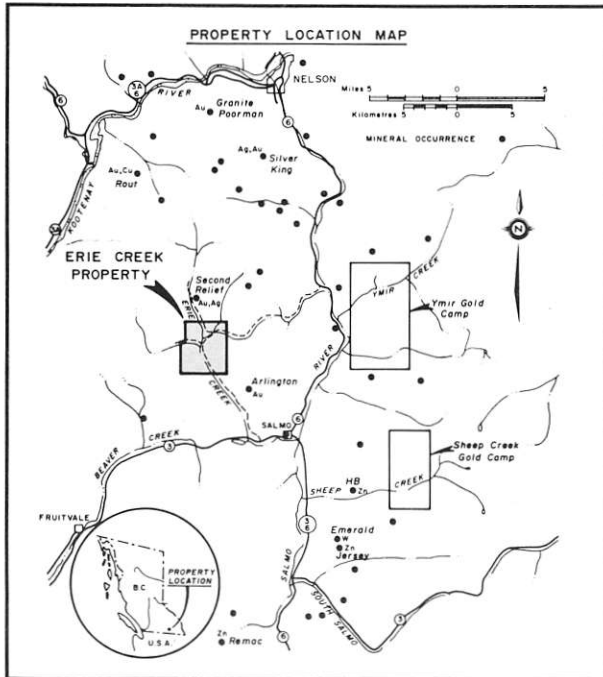 PROPERTY LOCATION MAP
NELSON
3A
6
RIVER
6
Au
Granite
Poorman
6
Miles 5 0 5
Kilometres 5 0 5
MINERAL OCCURRENCE
Ag, Au
Silver
King
Au, Cu
Rout
KOOTENAY
3A
N
ERIE CREEK
PROPERTY
Second
Relief
Au, Ag
ERIE
CREEK
YMIR
CREEK
Ymir Gold
Camp
RIVER
Arlington
Au
6
SALMO
BEAVER CREEK
3
Sheep Creek
Gold Camp
HB
Zn
SHEEP CREEK
FRUITVALE
3
6
Emerald
W
Zn
Jersey
PROPERTY
LOCATION
B.C.
U.S.A.
SALMO
SOUTH SALMO
3
Zn
Remac
6